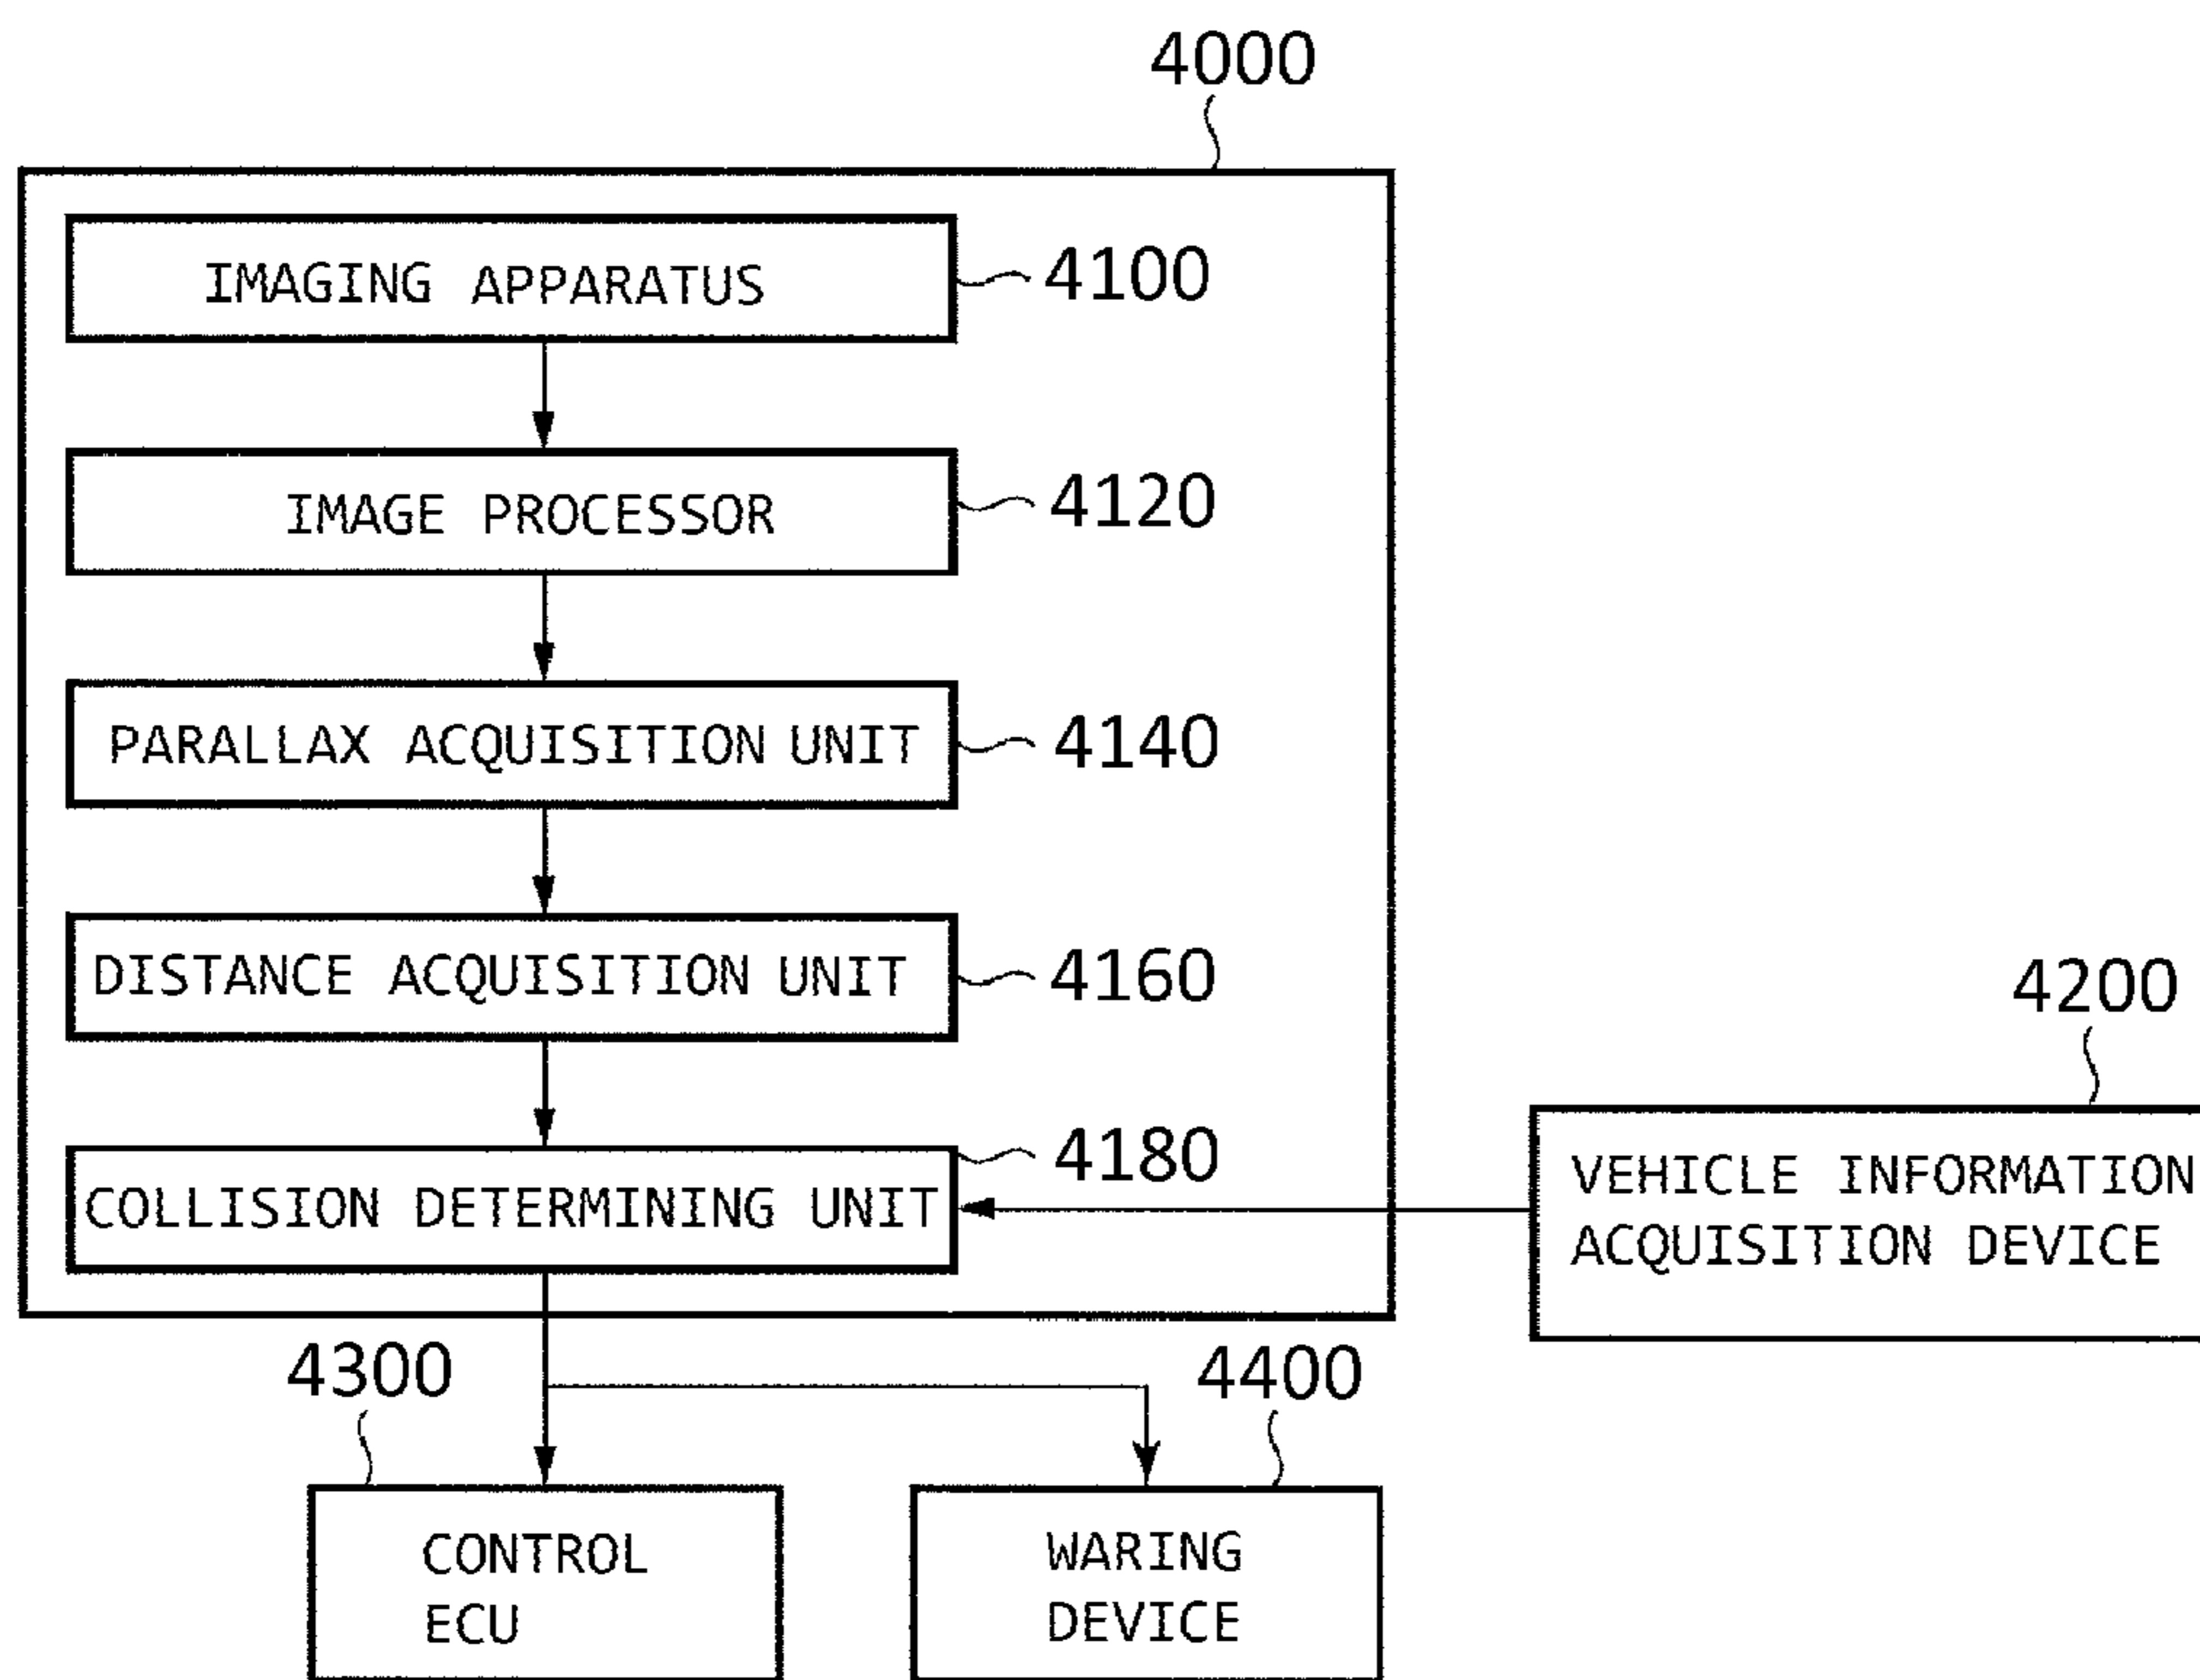 4000
IMAGING APPARATUS
4100
IMAGE PROCESSOR
4120
PARALLAX ACQUISITION UNIT
4140
DISTANCE ACQUISITION UNIT
4160
4200
4180
COLLISION DETERMINING UNIT
VEHICLE INFORMATION
ACQUISITION DEVICE
4300
4400
CONTROL
ECU
WARING
DEVICE